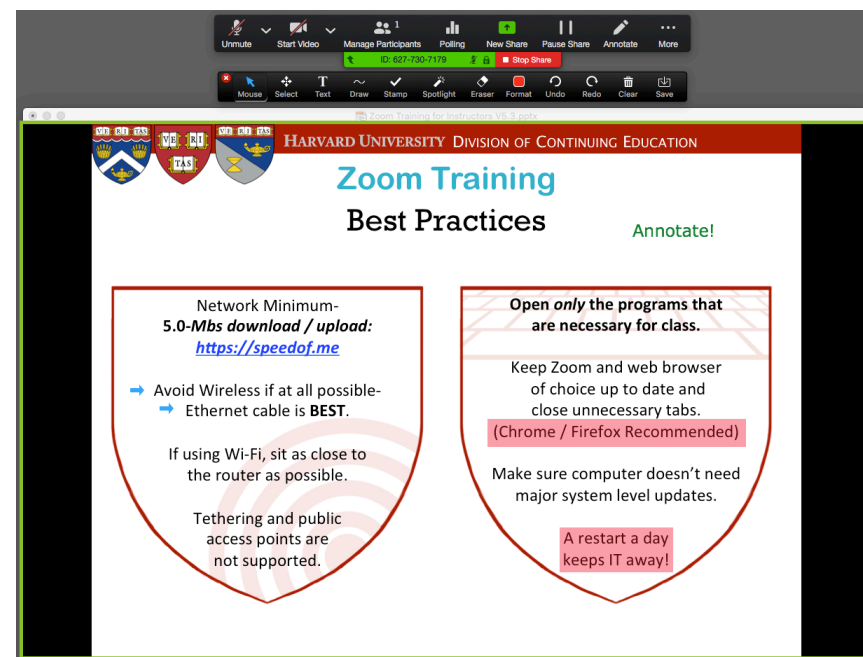 1
Unmute
Start Video
Manage Participants
Polling
New Share
Pause Share
Annotate
More
ID: 627-730-7179
Stop Share
Mouse
Select
Text
Draw
Stamp
Spotlight
Eraser
Format
Undo
Redo
Clear
Save
Zoom Training for Instructors V5.3.potx
VE RI TAS
VE RI TAS
VE RI TAS
HARVARD UNIVERSITY DIVISION OF CONTINUING EDUCATION
Zoom Training
Best Practices
Annotate!
Network Minimum-
5.0-Mbs download / upload:
https://speedof.me
Avoid Wireless if at all possible-
Ethernet cable is BEST.
If using Wi-Fi, sit as close to
the router as possible.
Tethering and public
access points are
not supported.
Open only the programs that
are necessary for class.
Keep Zoom and web browser
of choice up to date and
close unnecessary tabs.
(Chrome / Firefox Recommended)
Make sure computer doesn’t need
major system level updates.
A restart a day
keeps IT away!